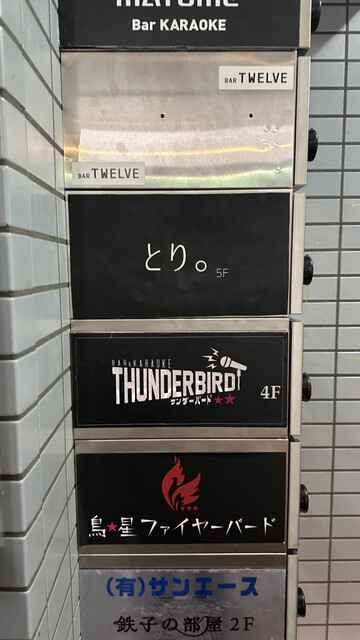 Bar KARAOKE
BAR TWELVE
BAR TWELVE
とり。 5F
BAR&KARAOKE
THUNDERBIRD
サンダーバード★★ 4F
鳥★星ファイヤーバード
(有)サンエース
鉄子の部屋 2F